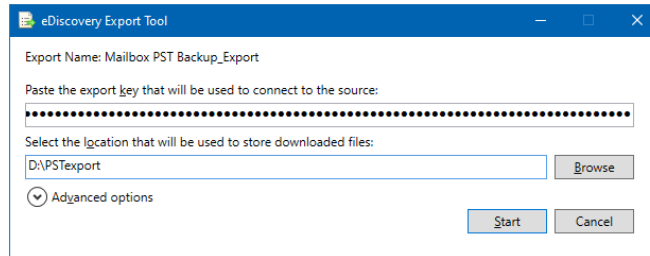 eDiscovery Export Tool
Export Name: Mailbox PST Backup_Export
Paste the export key that will be used to connect to the source:
●●●●●●●●●●●●●●●●●●●●●●●●●●●●●●●●●●●●●●●●●●●●●●●●●●●●●●●●●●●●●●●●●●●●●●●●●●●●●●●●●●
Select the location that will be used to store downloaded files:
D:\PSTexport Browse
Advanced options
Start Cancel